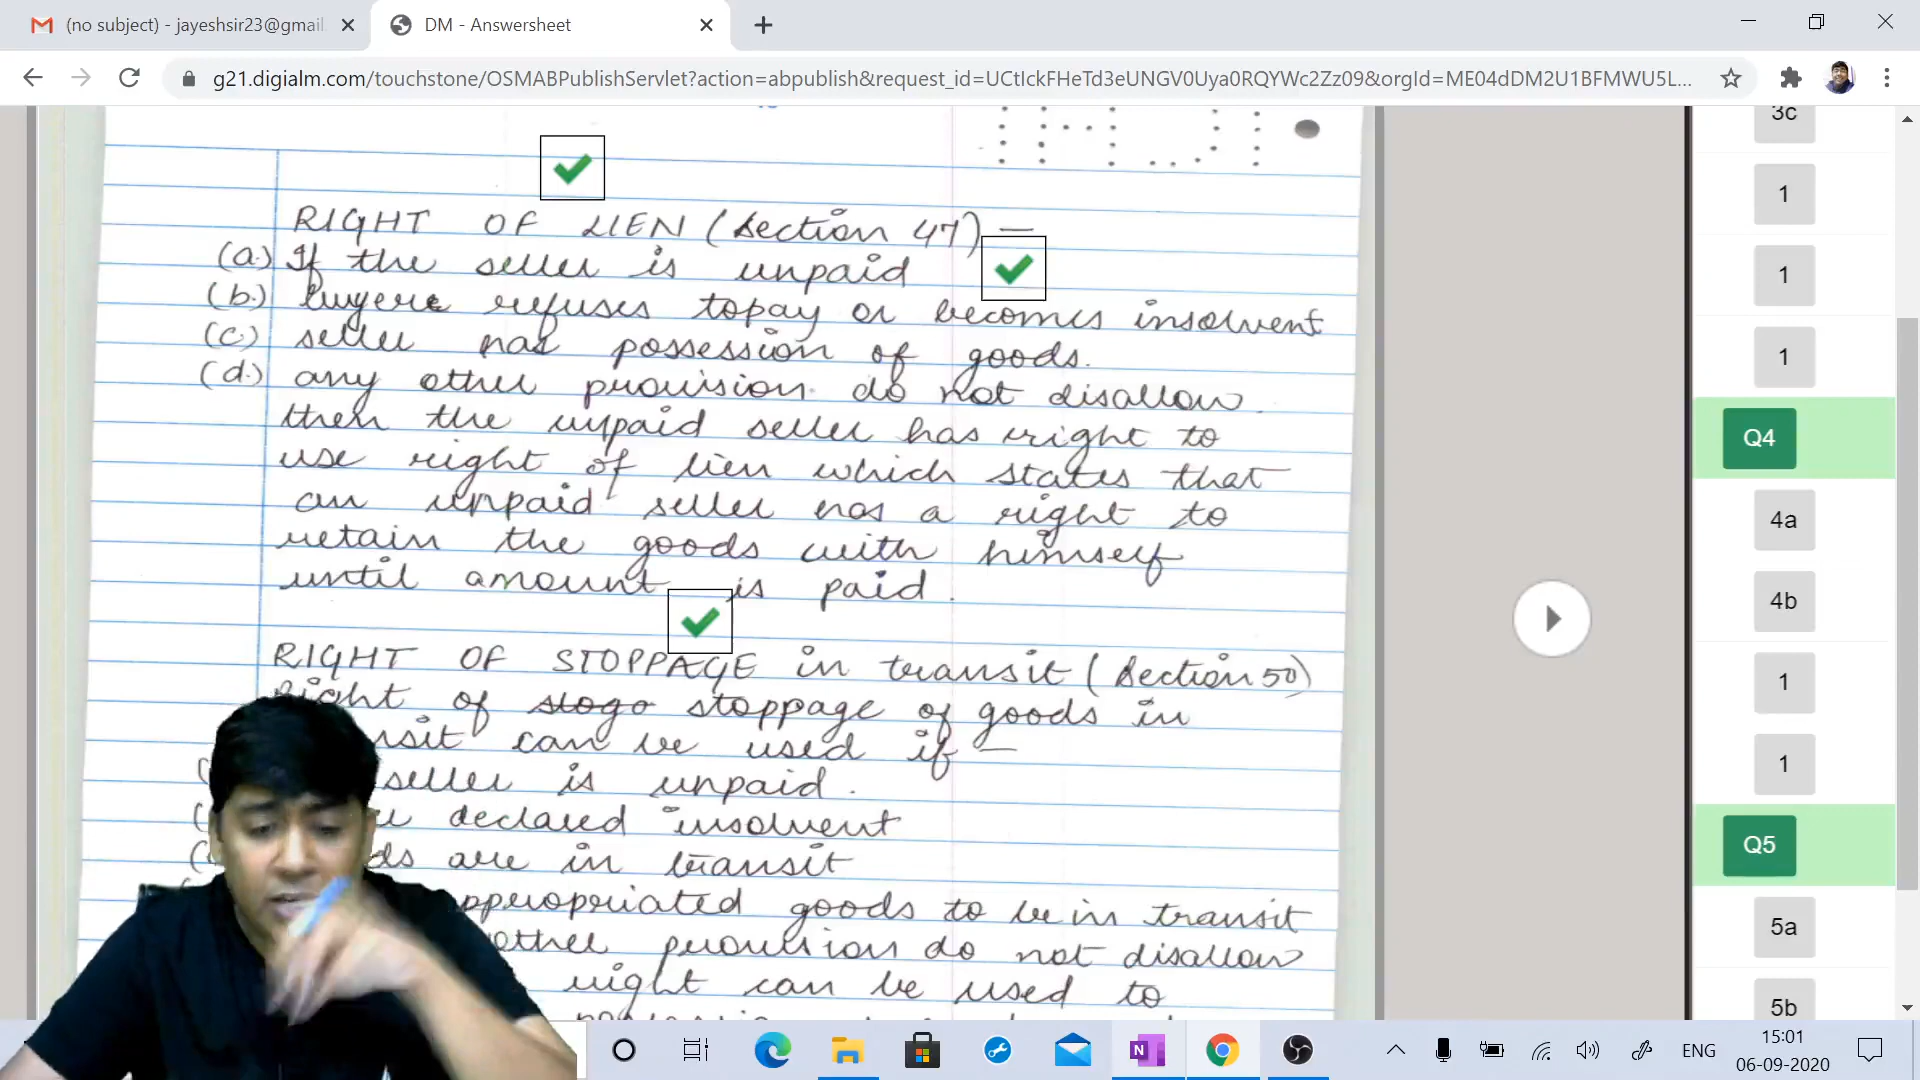 (no subject) - jayeshsir23@gmail
DM - Answersheet
g21.digialm.com/touchstone/OSMABPublishServlet?action=abpublish&request_id=UCtIckFHeTd3eUNGV0Uya0RQYWc2Zz09&orgId=ME04dDM2U1BFMWU5L...
RIGHT OF LIEN (Section 47) —
(a.) If the seller is unpaid
(b.) buyer refuses topay or becomes insolvent
(c.) seller has possession of goods.
(d.) any other provision do not disallow.
then the unpaid seller has right to
use right of lien which states that
an unpaid seller has a right to
retain the goods with himself
until amount is paid.
RIGHT OF STOPPAGE in transit (Section 50)
Right of stogo stoppage of goods in
can be used if —
seller is unpaid.
declared insolvent
are in transit
appropriated goods to be in transit
other provision do not disallow
right can be used to
3c
1
1
1
Q4
4a
4b
1
1
Q5
5a
5b
ENG
15:01
06-09-2020